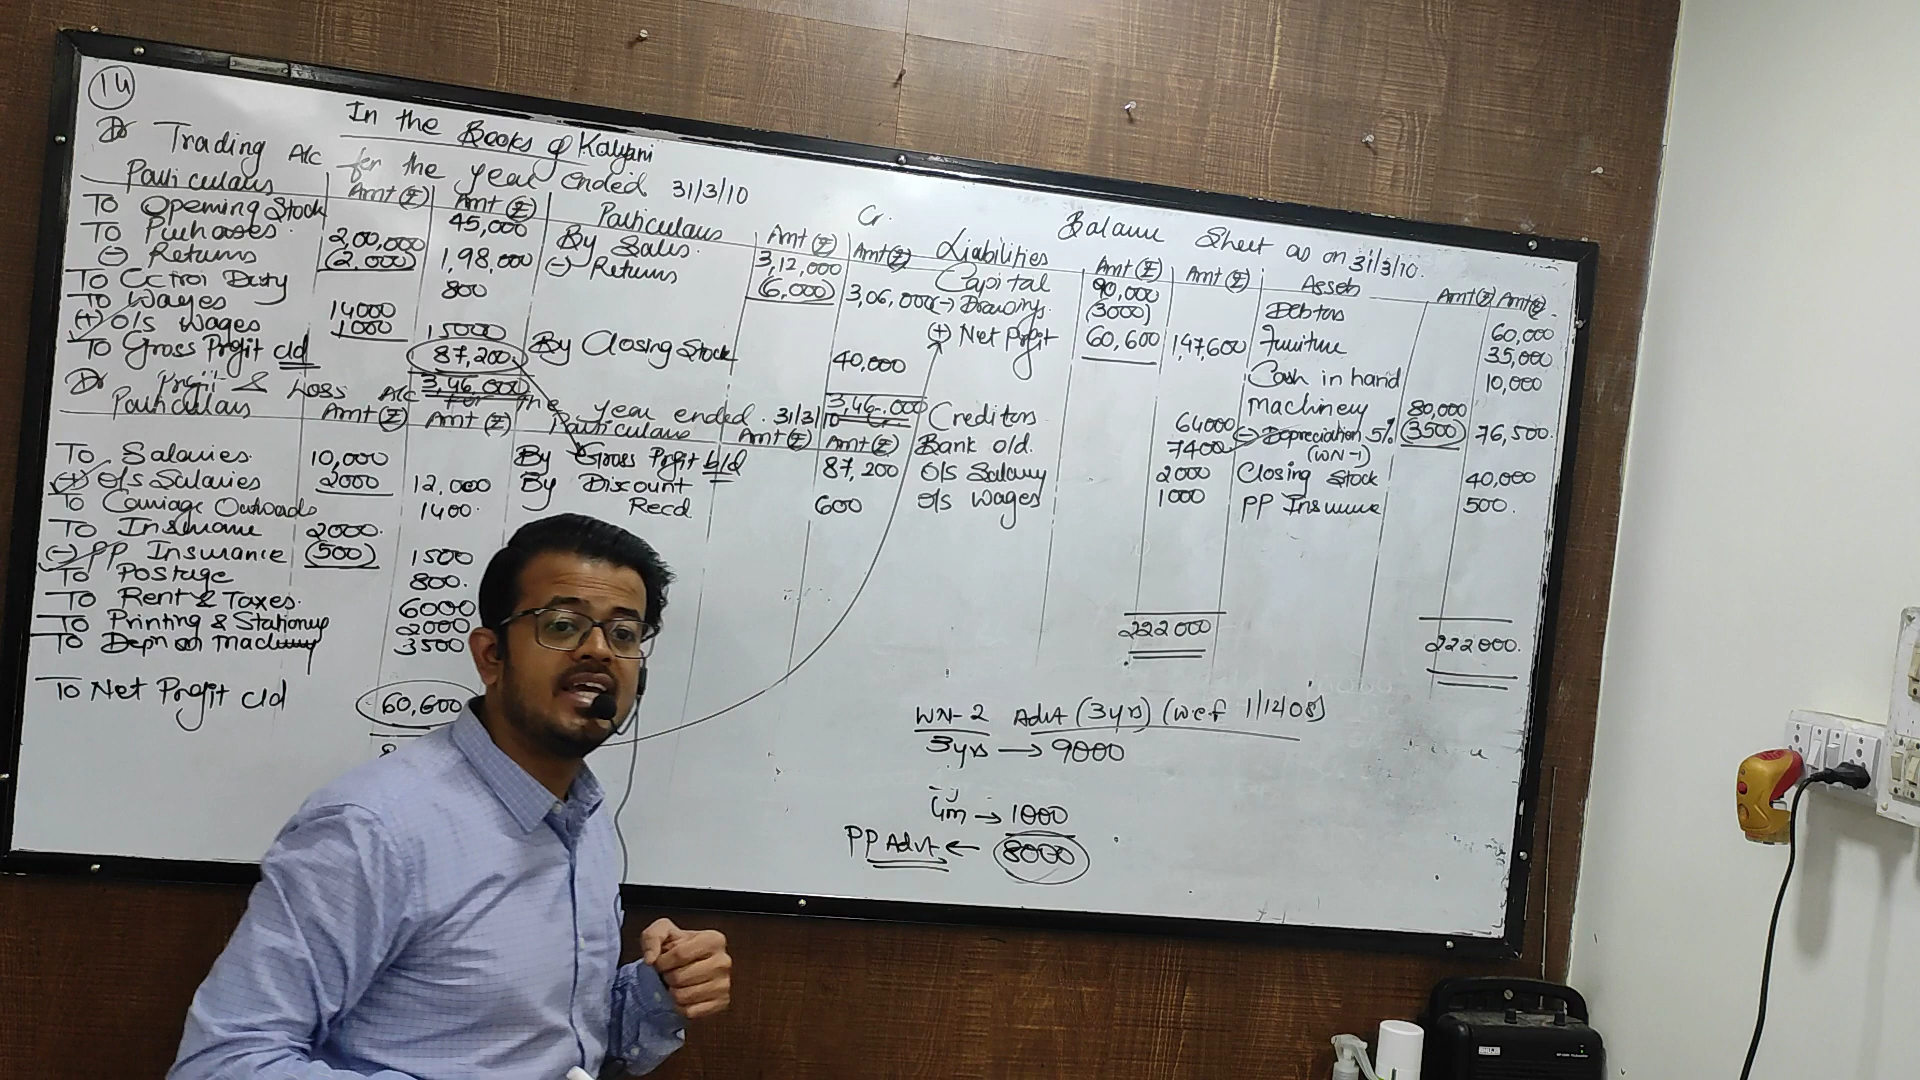 14
In the Books of Kalyani
Dr Trading A/c for the year ended 31/3/10 Cr.
Particulars Amt (₹) Amt (₹) Particulars Amt (₹) Amt (₹)
To Opening Stock 45,000 By Sales 3,12,000
To Purchases 2,00,000 (-) Returns (6,000) 3,06,000
(-) Returns (2,000) 1,98,000
To Octroi Duty 800
To Wages 14000
(+) O/s Wages 1000 15000 By Closing Stock 40,000
To Gross Profit c/d 87,200
3,46,000 3,46,000
Dr Profit & Loss A/c for the year ended 31/3/10 Cr
Particulars Amt (₹) Amt (₹) Particulars Amt (₹) Amt (₹)
To Salaries 10,000 By Gross Profit b/d 87,200
(+) O/s Salaries 2000 12,000 By Discount
To Carriage Outwards 1400 Recd 600
To Insurance 2000
(-) PP Insurance (500) 1500
To Postage 800.
To Rent & Taxes. 6000
To Printing & Stationery 2000
To Depn on Machinery 3500
To Net Profit c/d 60,600
Balance Sheet as on 31/3/10.
Liabilities Amt (₹) Amt (₹) Assets Amt (₹) Amt (₹)
Capital 90,000 Debtors 60,000
(-) Drawings (3000) Furniture 35,000
(+) Net Profit 60,600 1,47,600 Cash in hand 10,000
Creditors 64000 Machinery 80,000
Bank o/d. 7400 (-) Depreciation 5% (3500) 76,500.
(WN-1)
O/s Salary 2000 Closing Stock 40,000
O/s Wages 1000 PP Insurance 500.
222000 222000.
WN-2 Advt (3yrs) (wef 1/12/08)
3yrs → 9000
4m → 1000
PP Advt ← 8000